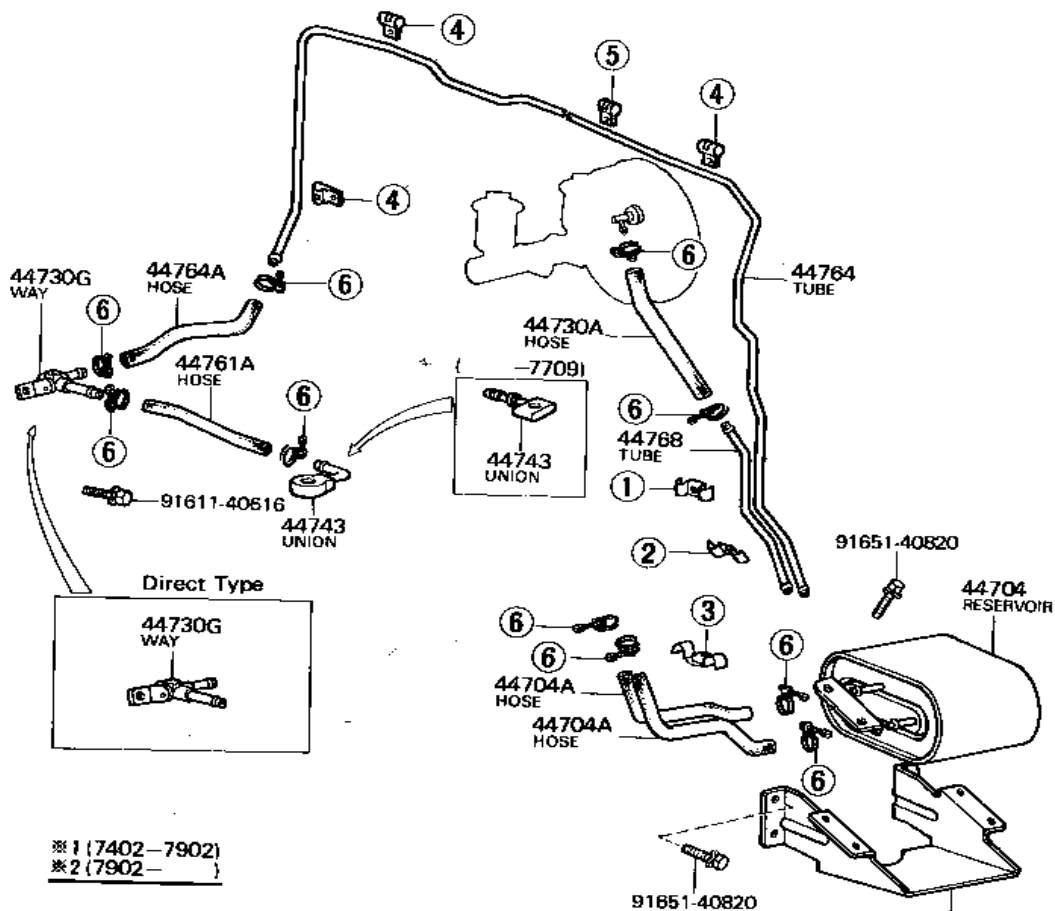 4
5
4
4
6
44764
TUBE
44730G
WAY
44764A
HOSE
6
6
44730A
HOSE
44761A
HOSE
( -7709)
6
6
6
44743
UNION
44768
TUBE
1
91611-40616
44743
UNION
2
91651-40820
Direct Type
44704
RESERVOIR
44730G
WAY
6
3
6
6
44704A
HOSE
44704A
HOSE
6
※1 (7402-7902)
※2 (7902- )
91651-40820